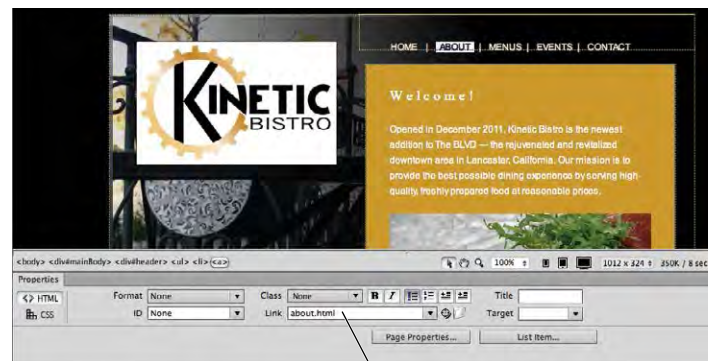 HOME | ABOUT | MENUS | EVENTS | CONTACT
KINETIC
BISTRO
Welcome!
Opened in December 2011, Kinetic Bistro is the newest
addition to The BLVD — the rejuvenated and revitalized
downtown area in Lancaster, California. Our mission is to
provide the best possible dining experience by serving high-
quality, freshly prepared food at reasonable prices.
<body> <div#mainBody> <div#header> <ul> <li> <a> 100% 1012 x 324 350K / 8 sec
Properties
<> HTML Format None Class None B I Title
CSS ID None Link about.html Target
Page Properties... List Item...